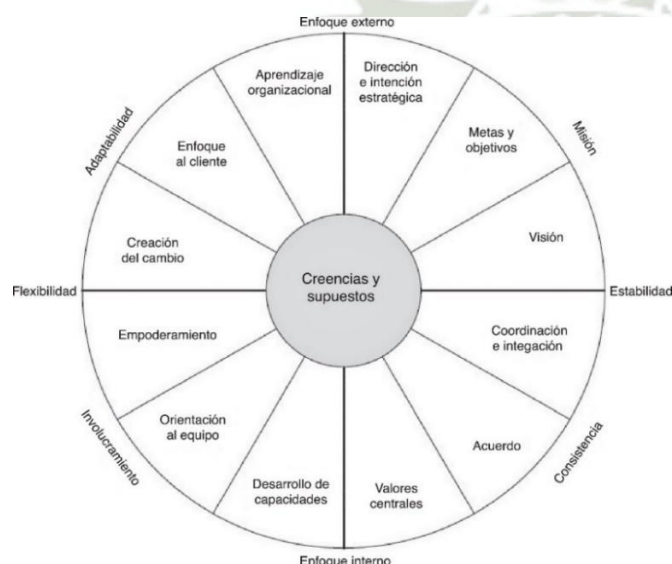 Enfoque externo
Aprendizaje
organizacional
Dirección
e intención
estratégica
Adaptabilidad
Misión
Enfoque
al cliente
Metas y
objetivos
Creación
del cambio
Visión
Creencias y
supuestos
Flexibilidad
Estabilidad
Empoderamiento
Coordinación
e integación
Involucramiento
Orientación
al equipo
Acuerdo
Consistencia
Desarrollo de
capacidades
Valores
centrales
Enfoque interno